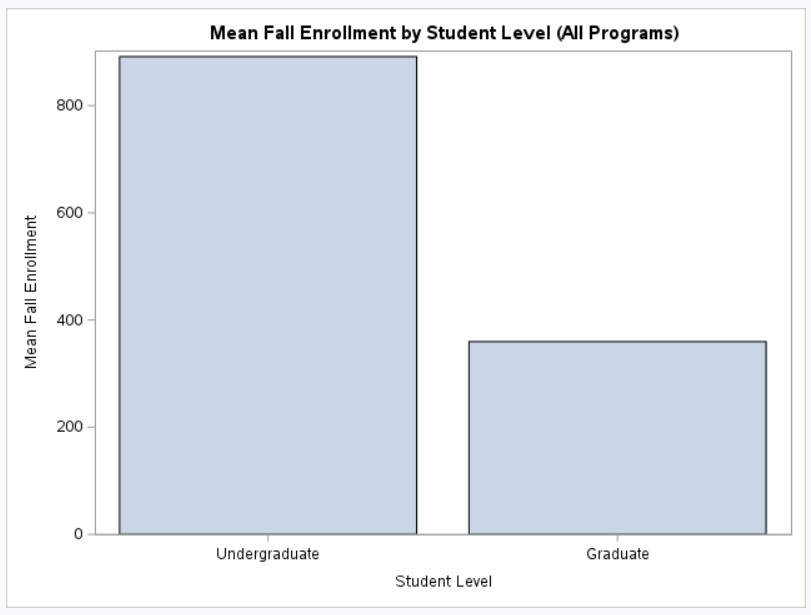 Mean Fall Enrollment by Student Level (All Programs)
Mean Fall Enrollment
800
600
400
200
0
Undergraduate
Graduate
Student Level